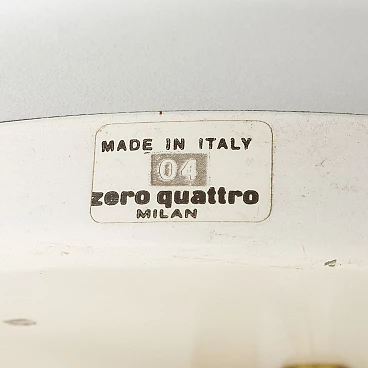 MADE IN ITALY
04
zero quattro
MILAN